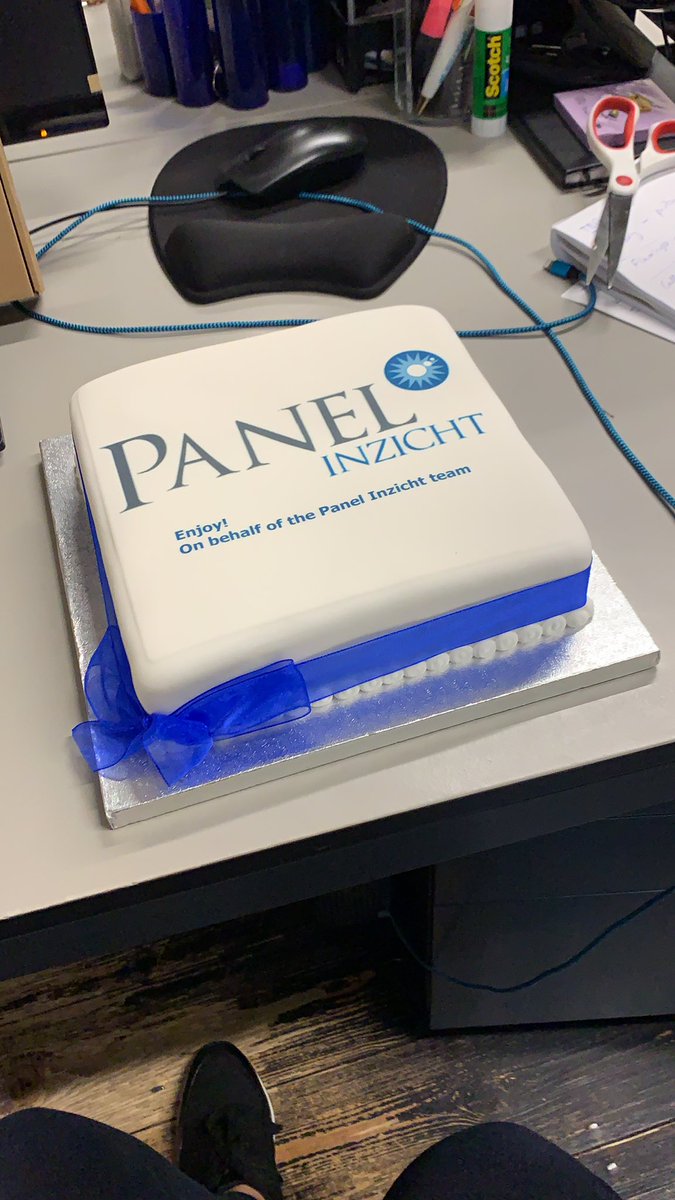 Scotch
PANEL
INZICHT
Enjoy!
On behalf of the Panel Inzicht team